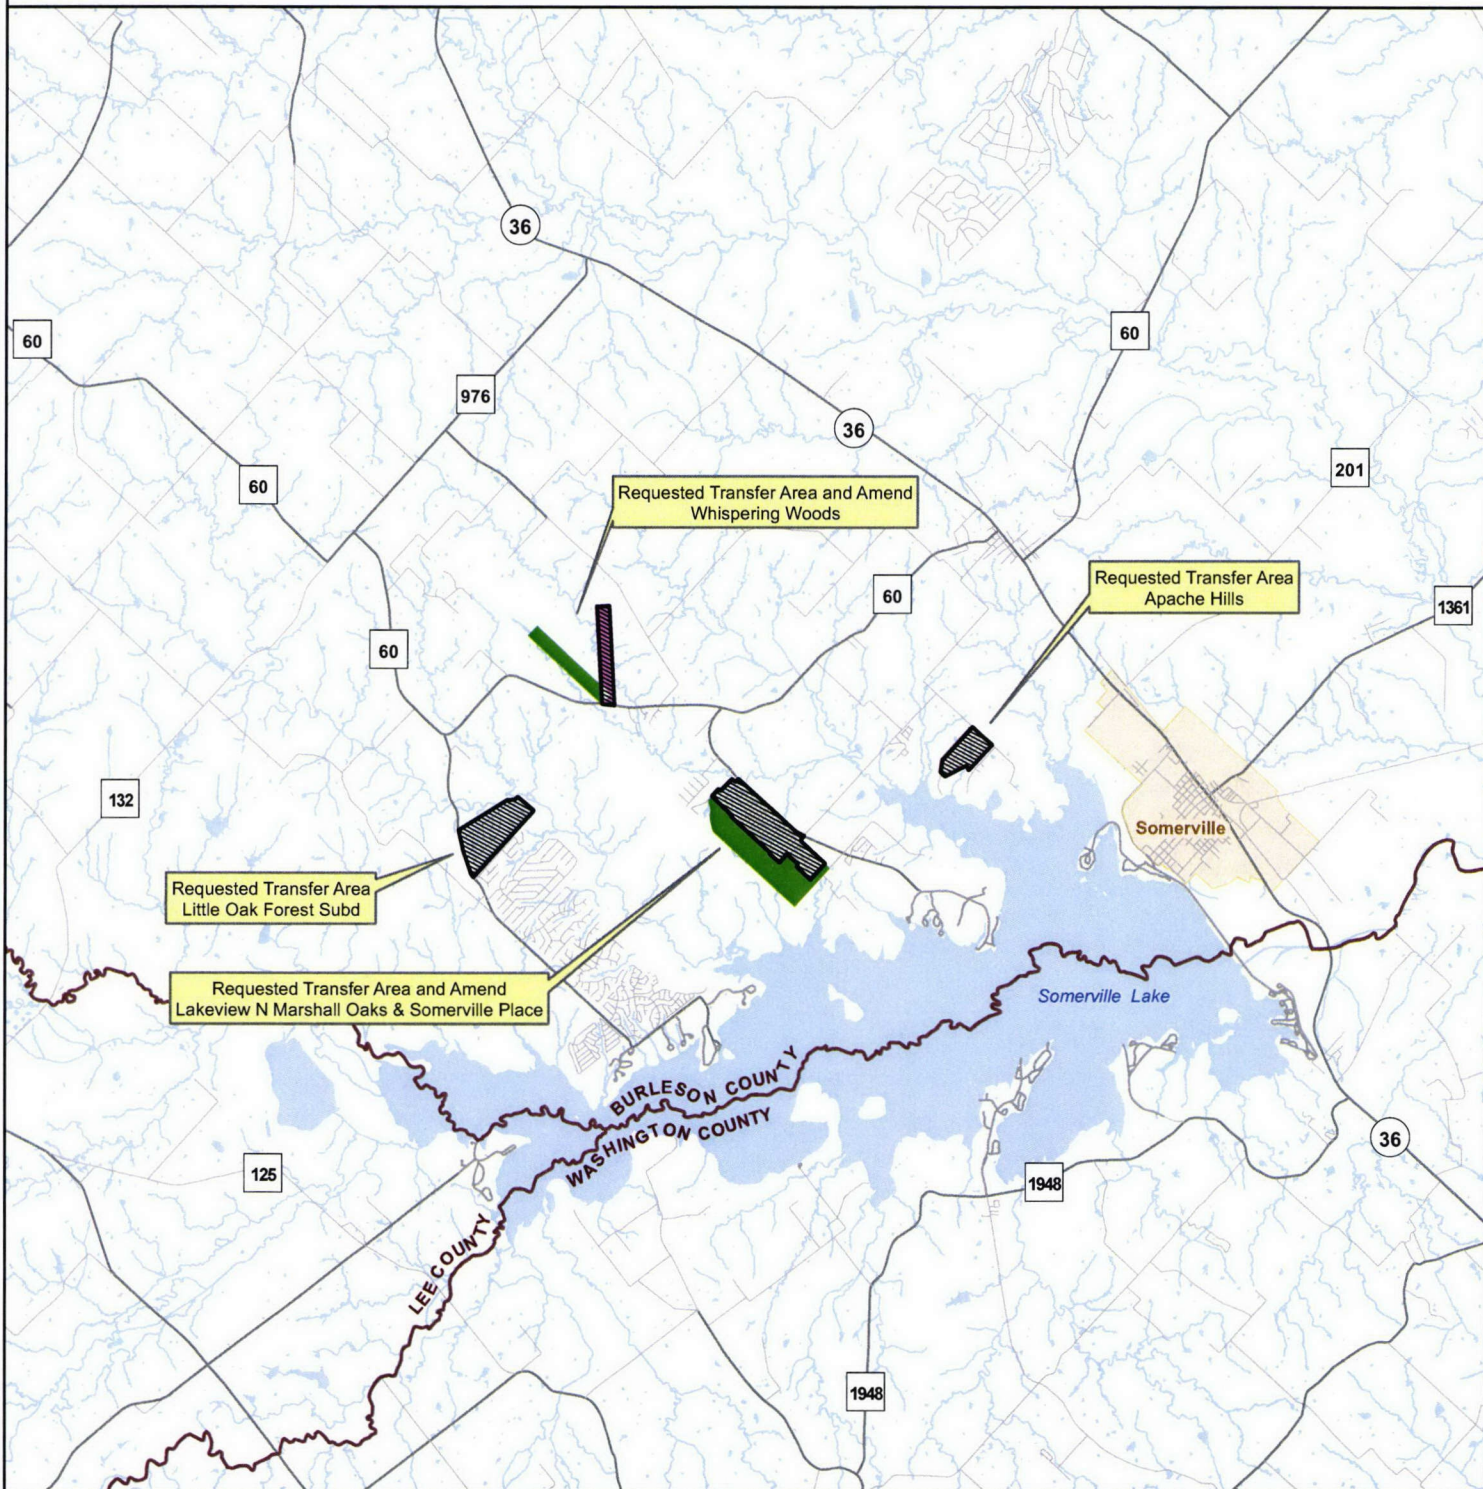 36
60
60
976
36
201
60
Requested Transfer Area and Amend
Whispering Woods
Requested Transfer Area
Apache Hills
60
1361
60
132
Somerville
Requested Transfer Area
Little Oak Forest Subd
Requested Transfer Area and Amend
Lakeview N Marshall Oaks & Somerville Place
Somerville Lake
BURLESON COUNTY
WASHINGTON COUNTY
36
125
1948
LEE COUNTY
1948